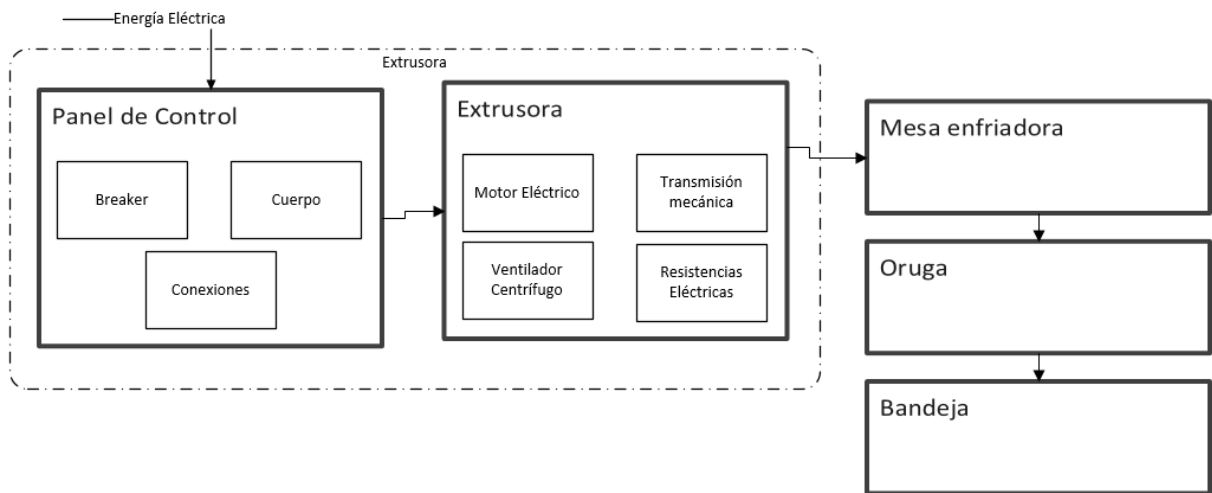 Energía Eléctrica
Extrusora
Panel de Control
Breaker
Cuerpo
Conexiones
Extrusora
Motor Eléctrico
Transmisión
mecánica
Ventilador
Centrífugo
Resistencias
Eléctricas
Mesa enfriadora
Oruga
Bandeja